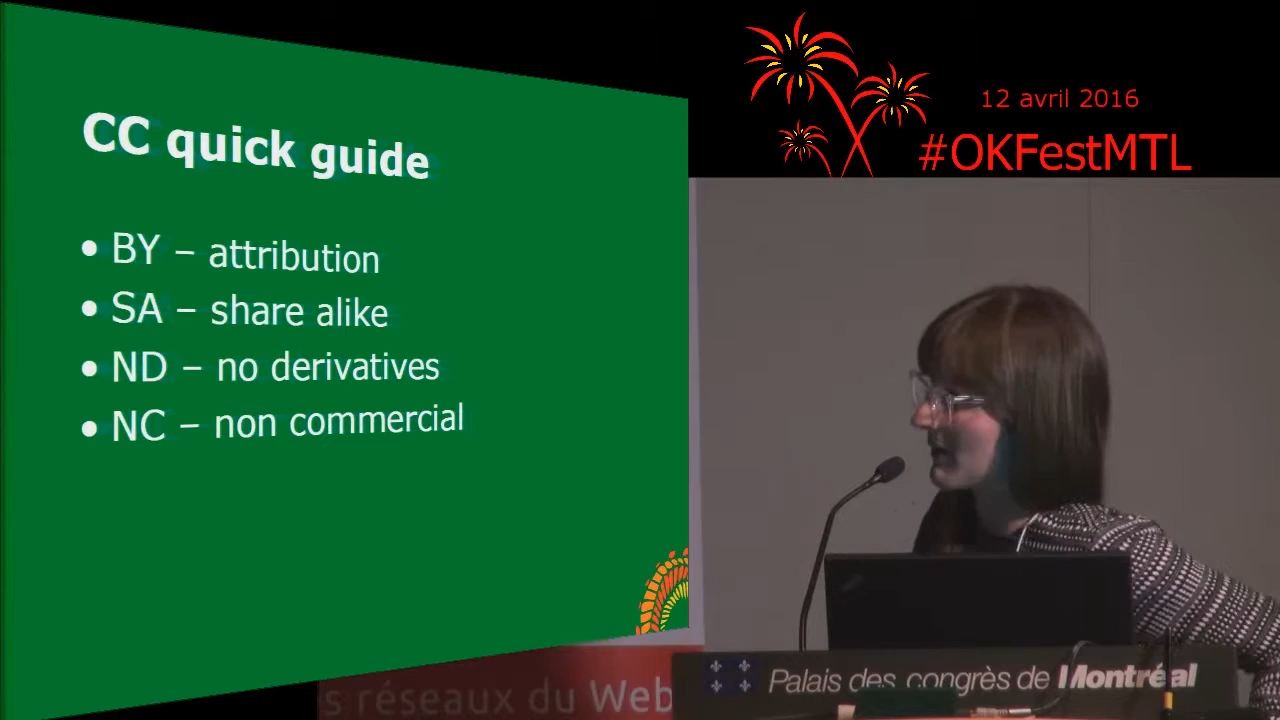 CC quick guide
• BY – attribution
• SA – share alike
• ND – no derivatives
• NC – non commercial
12 avril 2016
#OKFestMTL
s réseaux du Web
Palais des congrès de Montréal